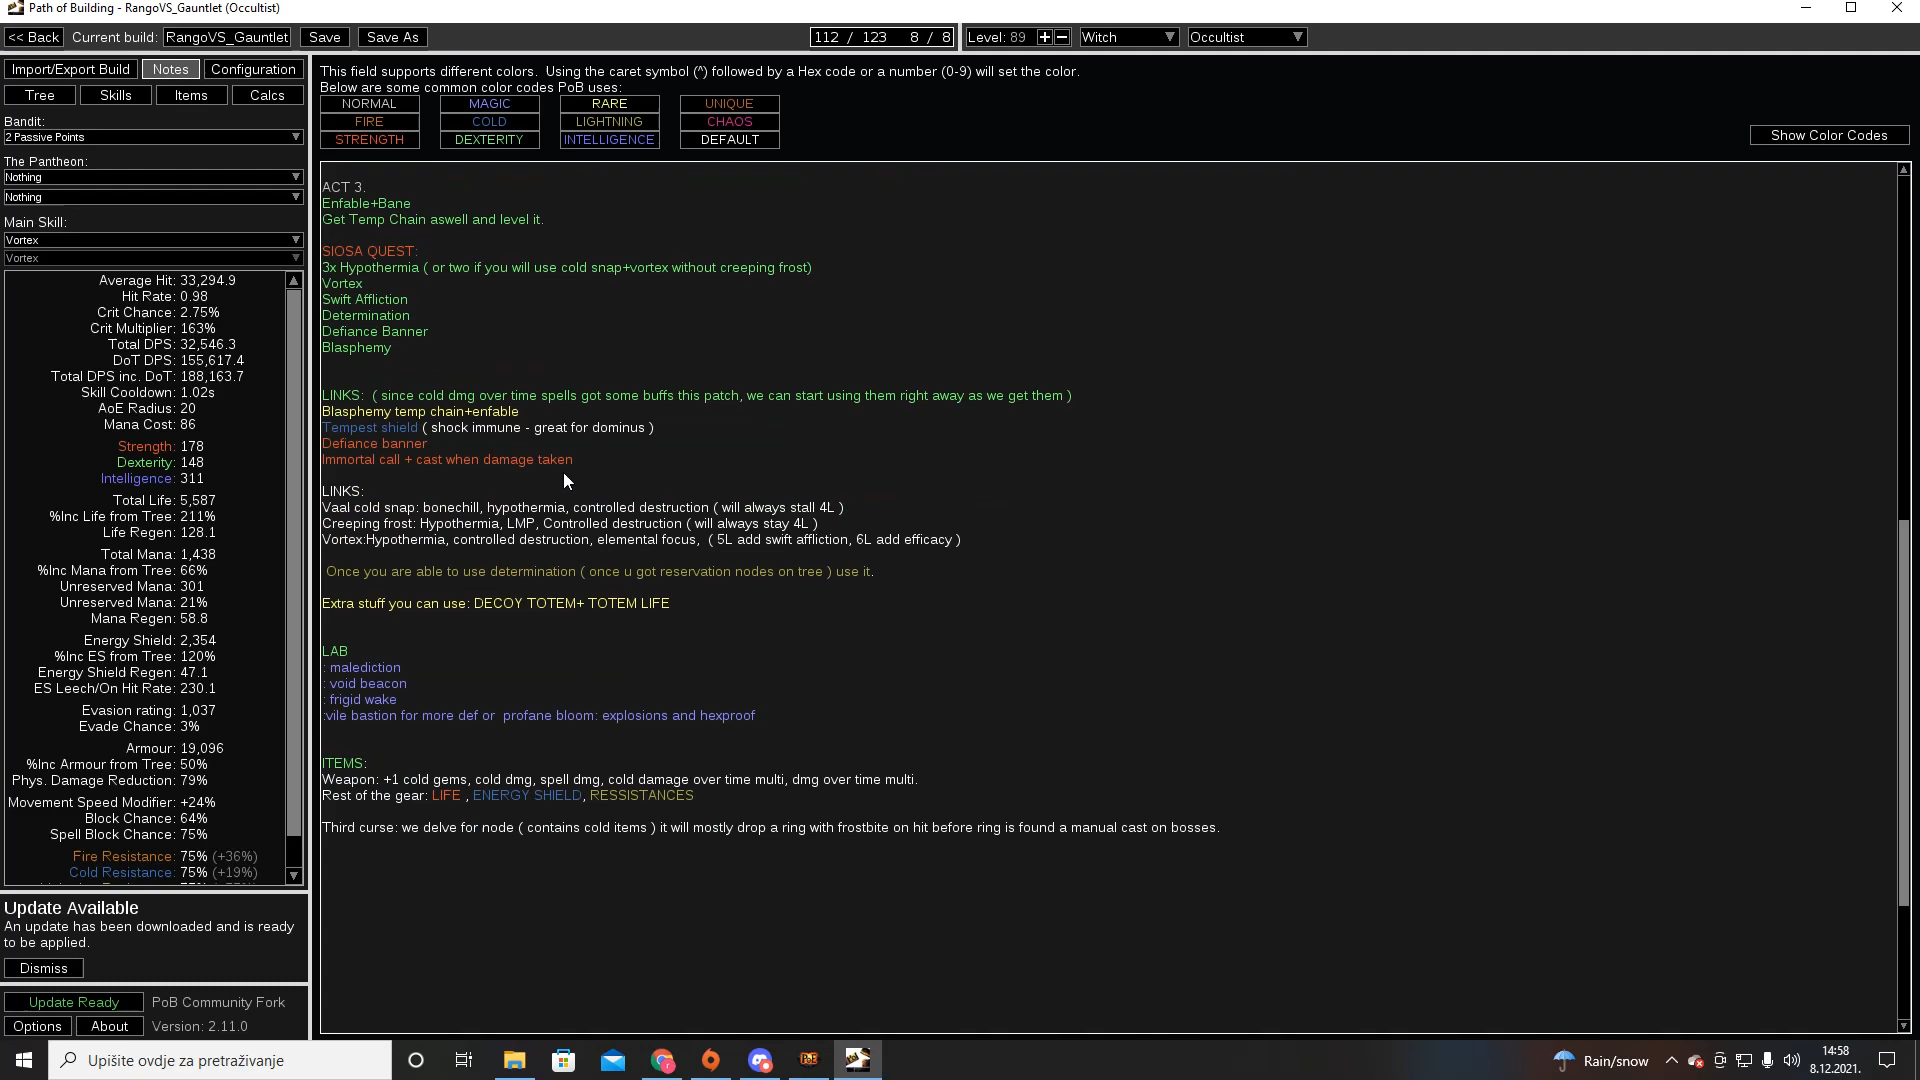 Path of Building - RangoVS_Gauntlet (Occultist)
<< Back Current build: RangoVS_Gauntlet Save Save As 112 / 123 8 / 8 Level: 89 + - Witch Occultist
Import/Export Build Notes Configuration
Tree Skills Items Calcs
Bandit:
2 Passive Points
The Pantheon:
Nothing
Nothing
Main Skill:
Vortex
Vortex
Average Hit: 33,294.9
Hit Rate: 0.98
Crit Chance: 2.75%
Crit Multiplier: 163%
Total DPS: 32,546.3
DoT DPS: 155,617.4
Total DPS inc. DoT: 188,163.7
Skill Cooldown: 1.02s
AoE Radius: 20
Mana Cost: 86
Strength: 178
Dexterity: 148
Intelligence: 311
Total Life: 5,587
%Inc Life from Tree: 211%
Life Regen: 128.1
Total Mana: 1,438
%Inc Mana from Tree: 66%
Unreserved Mana: 301
Unreserved Mana: 21%
Mana Regen: 58.8
Energy Shield: 2,354
%Inc ES from Tree: 120%
Energy Shield Regen: 47.1
ES Leech/On Hit Rate: 230.1
Evasion rating: 1,037
Evade Chance: 3%
Armour: 19,096
%Inc Armour from Tree: 50%
Phys. Damage Reduction: 79%
Movement Speed Modifier: +24%
Block Chance: 64%
Spell Block Chance: 75%
Fire Resistance: 75% (+36%)
Cold Resistance: 75% (+19%)
Update Available
An update has been downloaded and is ready
to be applied.
Dismiss
Update Ready PoB Community Fork
Options About Version: 2.11.0
This field supports different colors. Using the caret symbol (^) followed by a Hex code or a number (0-9) will set the color.
Below are some common color codes PoB uses:
NORMAL MAGIC RARE UNIQUE
FIRE COLD LIGHTNING CHAOS
STRENGTH DEXTERITY INTELLIGENCE DEFAULT
Show Color Codes
ACT 3.
Enfable+Bane
Get Temp Chain aswell and level it.
SIOSA QUEST:
3x Hypothermia ( or two if you will use cold snap+vortex without creeping frost)
Vortex
Swift Affliction
Determination
Defiance Banner
Blasphemy
LINKS: ( since cold dmg over time spells got some buffs this patch, we can start using them right away as we get them )
Blasphemy temp chain+enfable
Tempest shield ( shock immune - great for dominus )
Defiance banner
Immortal call + cast when damage taken
LINKS:
Vaal cold snap: bonechill, hypothermia, controlled destruction ( will always stall 4L )
Creeping frost: Hypothermia, LMP, Controlled destruction ( will always stay 4L )
Vortex:Hypothermia, controlled destruction, elemental focus, ( 5L add swift affliction, 6L add efficacy )
Once you are able to use determination ( once u got reservation nodes on tree ) use it.
Extra stuff you can use: DECOY TOTEM+ TOTEM LIFE
LAB
: malediction
: void beacon
: frigid wake
:vile bastion for more def or profane bloom: explosions and hexproof
ITEMS:
Weapon: +1 cold gems, cold dmg, spell dmg, cold damage over time multi, dmg over time multi.
Rest of the gear: LIFE , ENERGY SHIELD, RESSISTANCES
Third curse: we delve for node ( contains cold items ) it will mostly drop a ring with frostbite on hit before ring is found a manual cast on bosses.
Upišite ovdje za pretraživanje
Rain/snow
14:58
8.12.2021.